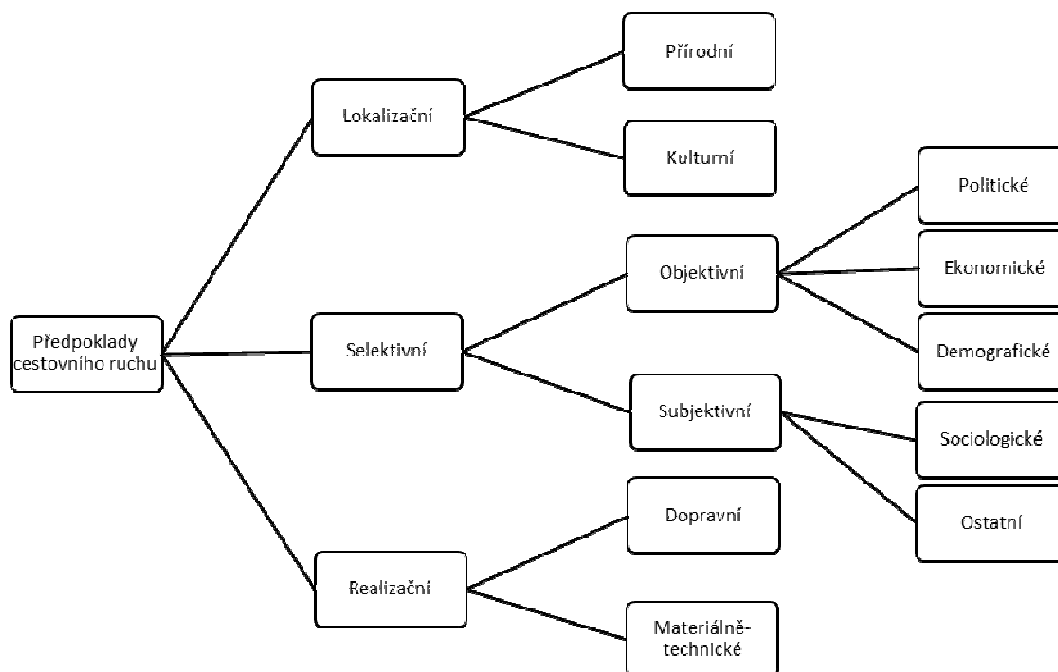 Předpoklady
cestovního ruchu
Lokalizační
Přírodní
Kulturní
Selektivní
Objektivní
Politické
Ekonomické
Demografické
Subjektivní
Sociologické
Ostatní
Realizační
Dopravní
Materiálně-
technické